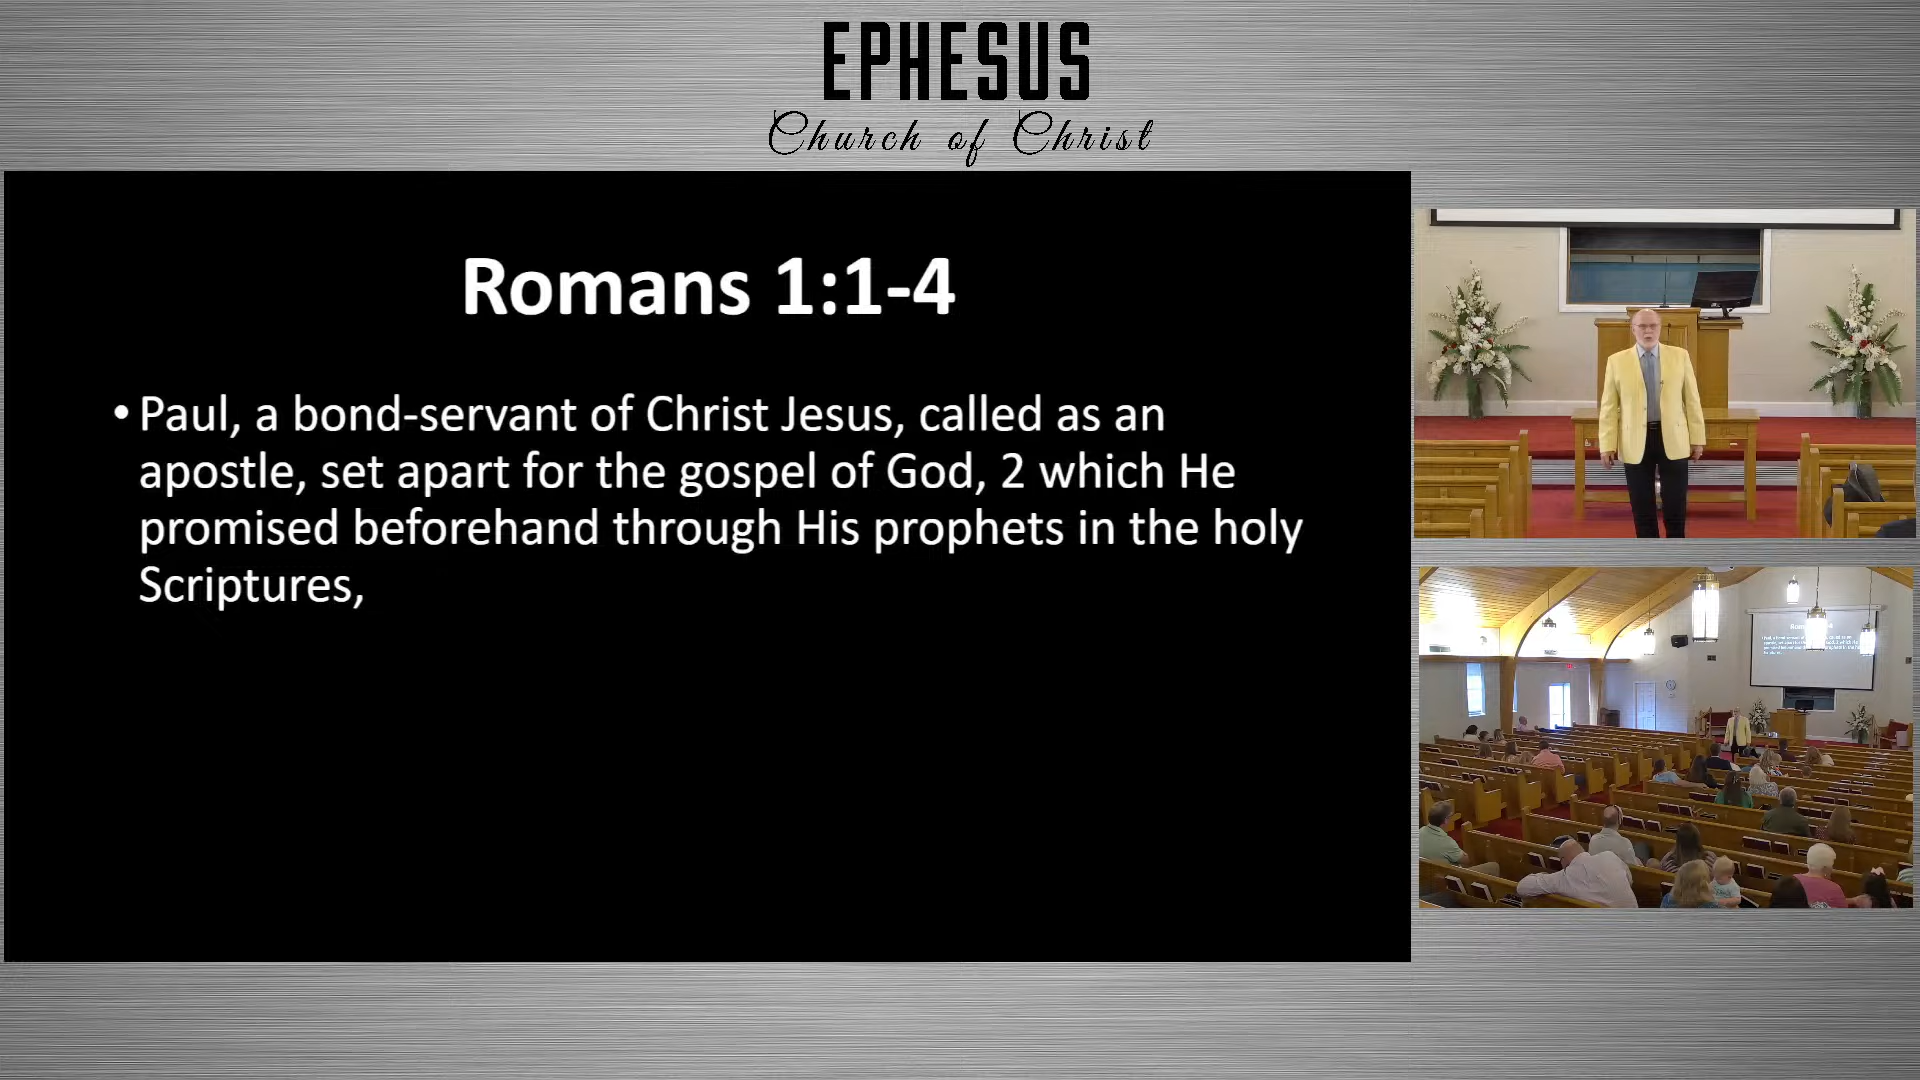 EPHESUS
Church of Christ
Romans 1:1-4
• Paul, a bond-servant of Christ Jesus, called as an
apostle, set apart for the gospel of God, 2 which He
promised beforehand through His prophets in the holy
Scriptures,